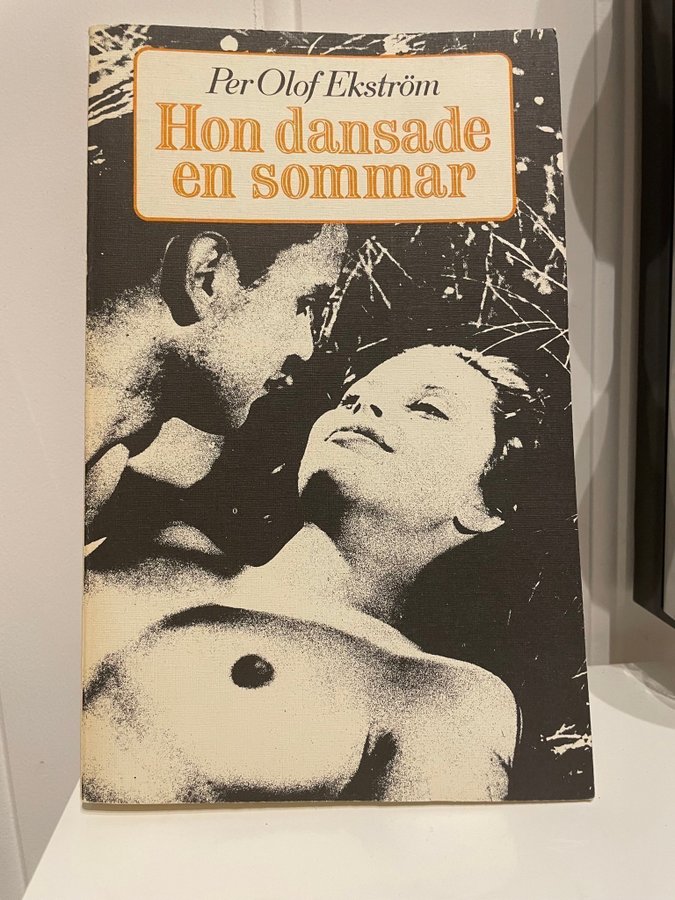 Per Olof Ekström
Hon dansade
en sommar